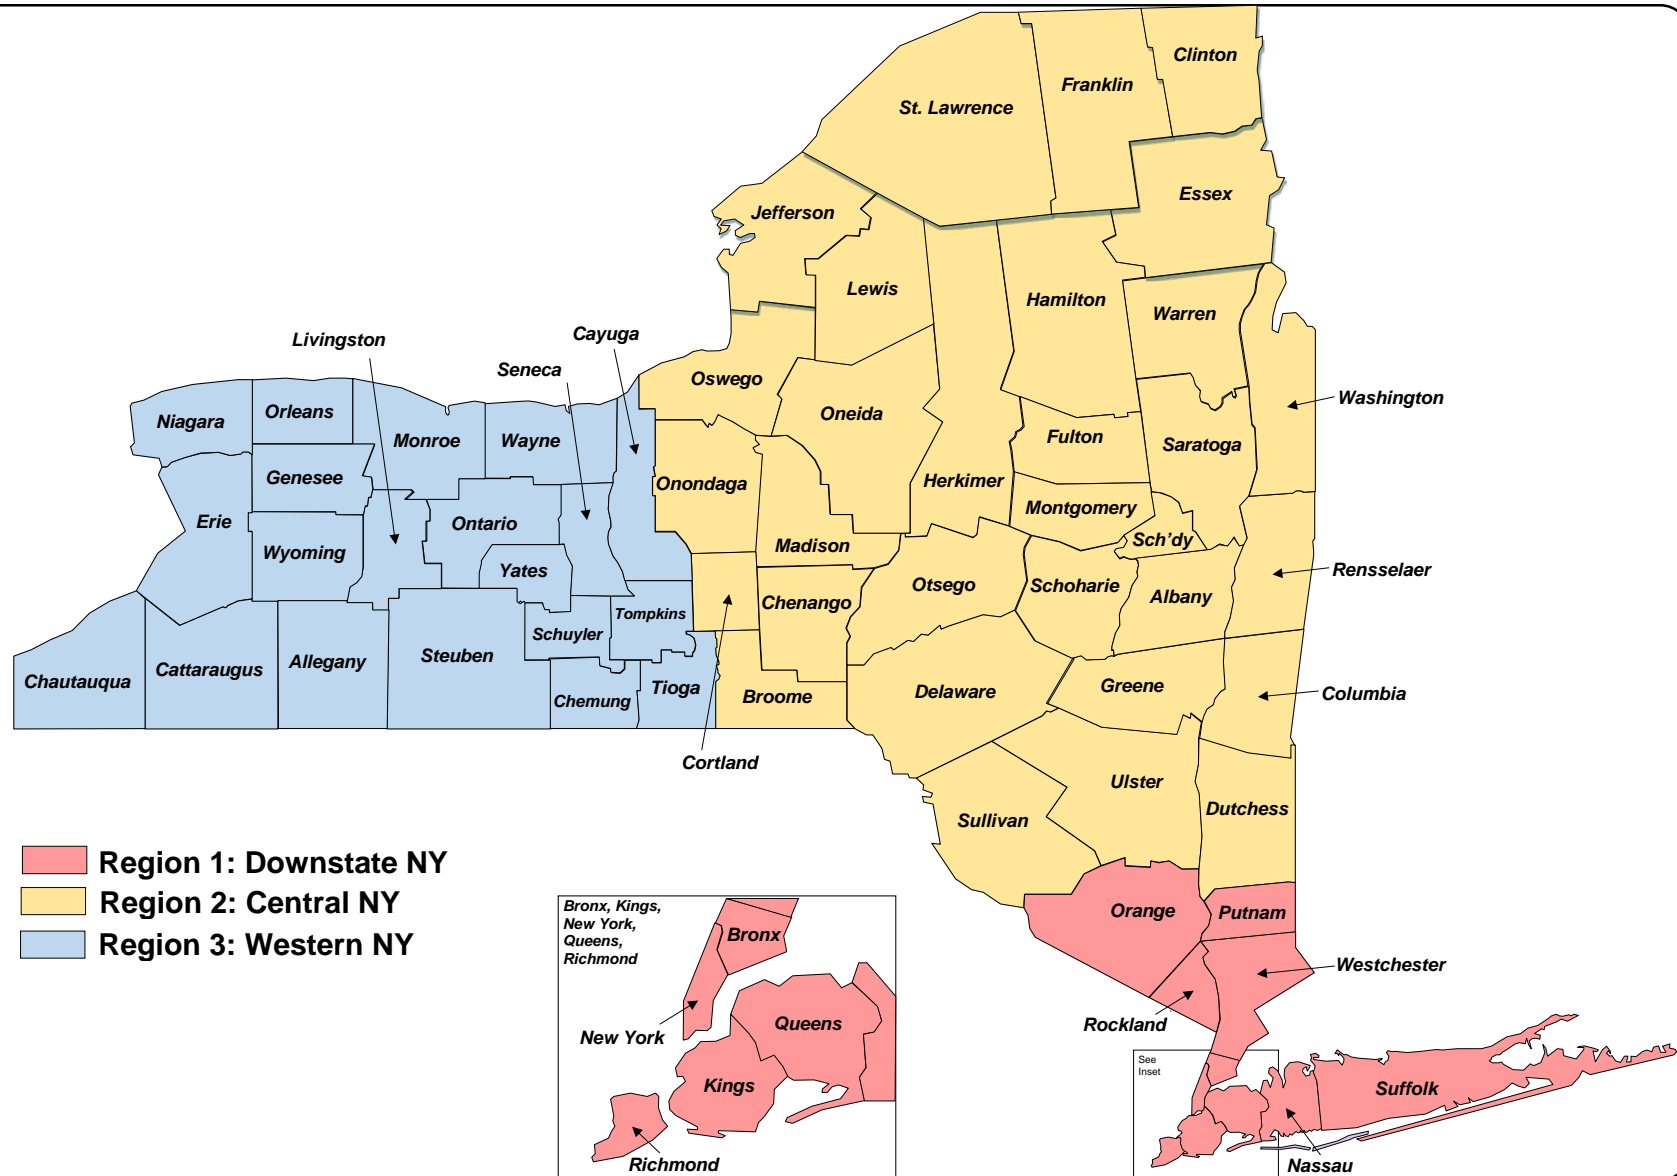 Clinton
Franklin
St. Lawrence
Essex
Jefferson
Lewis
Hamilton
Warren
Livingston
Cayuga
Seneca
Oswego
Oneida
Washington
Niagara
Orleans
Monroe
Wayne
Fulton
Saratoga
Genesee
Onondaga
Herkimer
Montgomery
Erie
Ontario
Wyoming
Madison
Sch'dy
Yates
Otsego
Schoharie
Albany
Rensselaer
Chenango
Tompkins
Schuyler
Chautauqua
Cattaraugus
Allegany
Steuben
Chemung
Tioga
Broome
Delaware
Greene
Columbia
Cortland
Ulster
Sullivan
Dutchess
Region 1: Downstate NY
Region 2: Central NY
Region 3: Western NY
Bronx, Kings,
New York,
Queens,
Richmond
Bronx
New York
Queens
Kings
Richmond
Orange
Putnam
Westchester
Rockland
See
Inset
Suffolk
Nassau